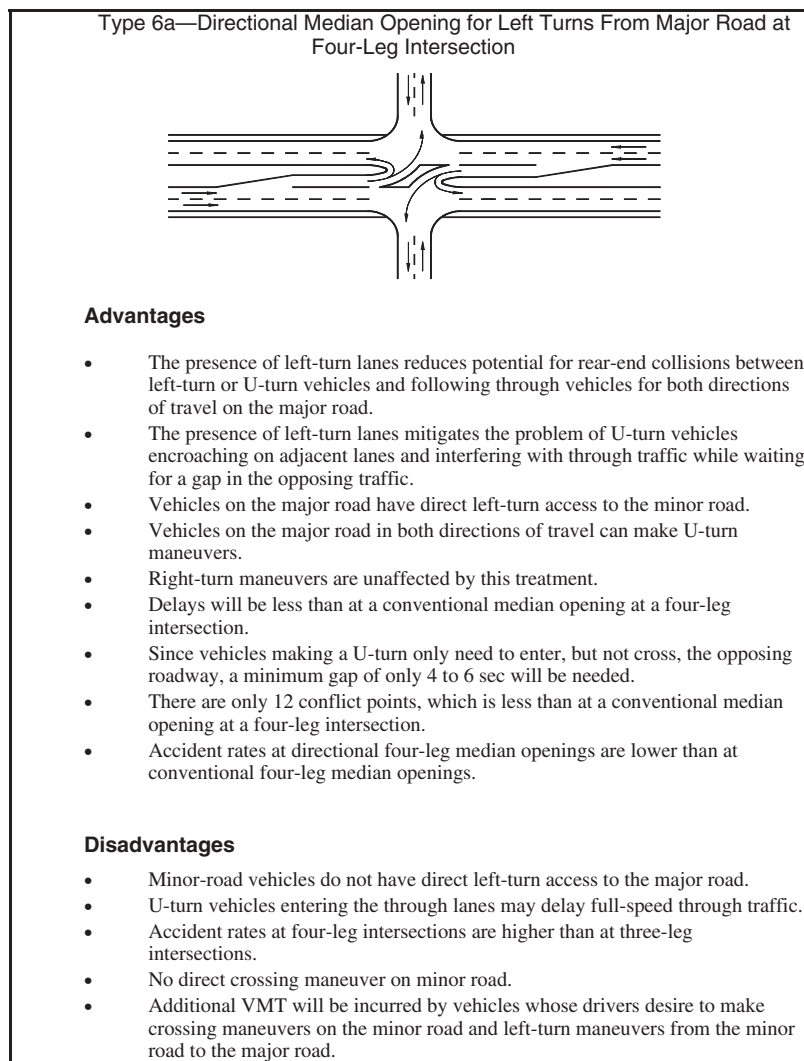 Type 6a—Directional Median Opening for Left Turns From Major Road at
Four-Leg Intersection
Advantages
• The presence of left-turn lanes reduces potential for rear-end collisions between
left-turn or U-turn vehicles and following through vehicles for both directions
of travel on the major road.
• The presence of left-turn lanes mitigates the problem of U-turn vehicles
encroaching on adjacent lanes and interfering with through traffic while waiting
for a gap in the opposing traffic.
• Vehicles on the major road have direct left-turn access to the minor road.
• Vehicles on the major road in both directions of travel can make U-turn
maneuvers.
• Right-turn maneuvers are unaffected by this treatment.
• Delays will be less than at a conventional median opening at a four-leg
intersection.
• Since vehicles making a U-turn only need to enter, but not cross, the opposing
roadway, a minimum gap of only 4 to 6 sec will be needed.
• There are only 12 conflict points, which is less than at a conventional median
opening at a four-leg intersection.
• Accident rates at directional four-leg median openings are lower than at
conventional four-leg median openings.
Disadvantages
• Minor-road vehicles do not have direct left-turn access to the major road.
• U-turn vehicles entering the through lanes may delay full-speed through traffic.
• Accident rates at four-leg intersections are higher than at three-leg
intersections.
• No direct crossing maneuver on minor road.
• Additional VMT will be incurred by vehicles whose drivers desire to make
crossing maneuvers on the minor road and left-turn maneuvers from the minor
road to the major road.